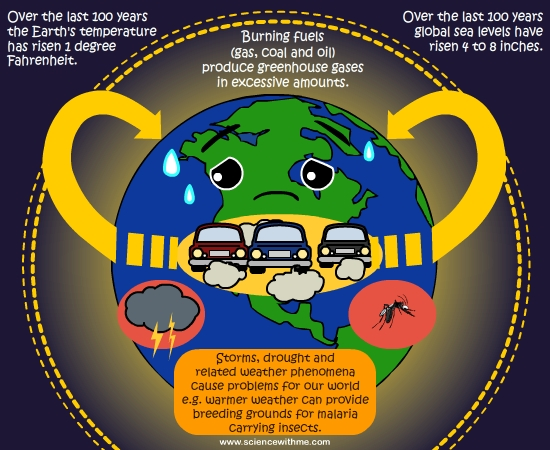 Over the last 100 years
the Earth's temperature
has risen 1 degree
Fahrenheit.
Burning fuels
(gas, coal and oil)
produce greenhouse gases
in excessive amounts.
Over the last 100 years
global sea levels have
risen 4 to 8 inches.
Storms, drought and
related weather phenomena
cause problems for our world
e.g. warmer weather can provide
breeding grounds for malaria
carrying insects.
www.sciencewithme.com